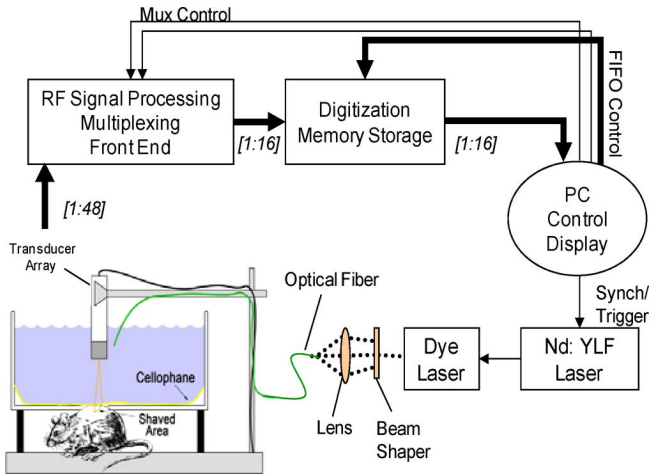 Mux Control
RF Signal Processing
Multiplexing
Front End
[1:16]
Digitization
Memory Storage
[1:16]
FIFO Control
[1:48]
PC
Control
Display
Transducer
Array
Optical Fiber
Synch/
Trigger
Dye
Laser
Nd: YLF
Laser
Cellophane
Shaved
Area
Lens
Beam
Shaper